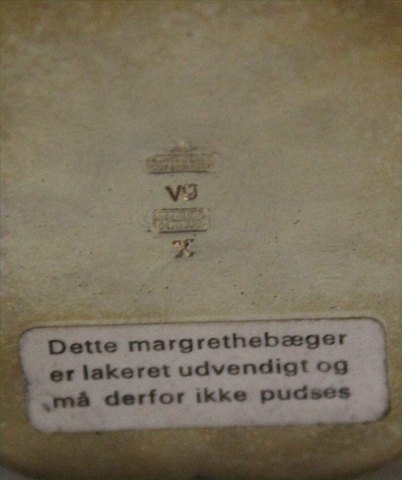 V9
X
Dette margrethebæger
er lakeret udvendigt og
må derfor ikke pudses